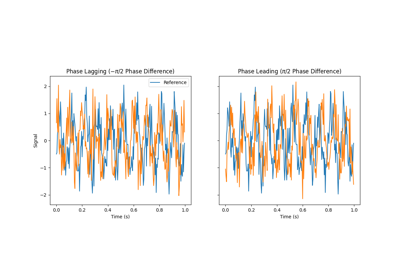 Phase Lagging (−π/2 Phase Difference)
Phase Leading (π/2 Phase Difference)
Reference
Signal
2
1
0
−1
−2
0.0 0.2 0.4 0.6 0.8 1.0
0.0 0.2 0.4 0.6 0.8 1.0
Time (s)
Time (s)